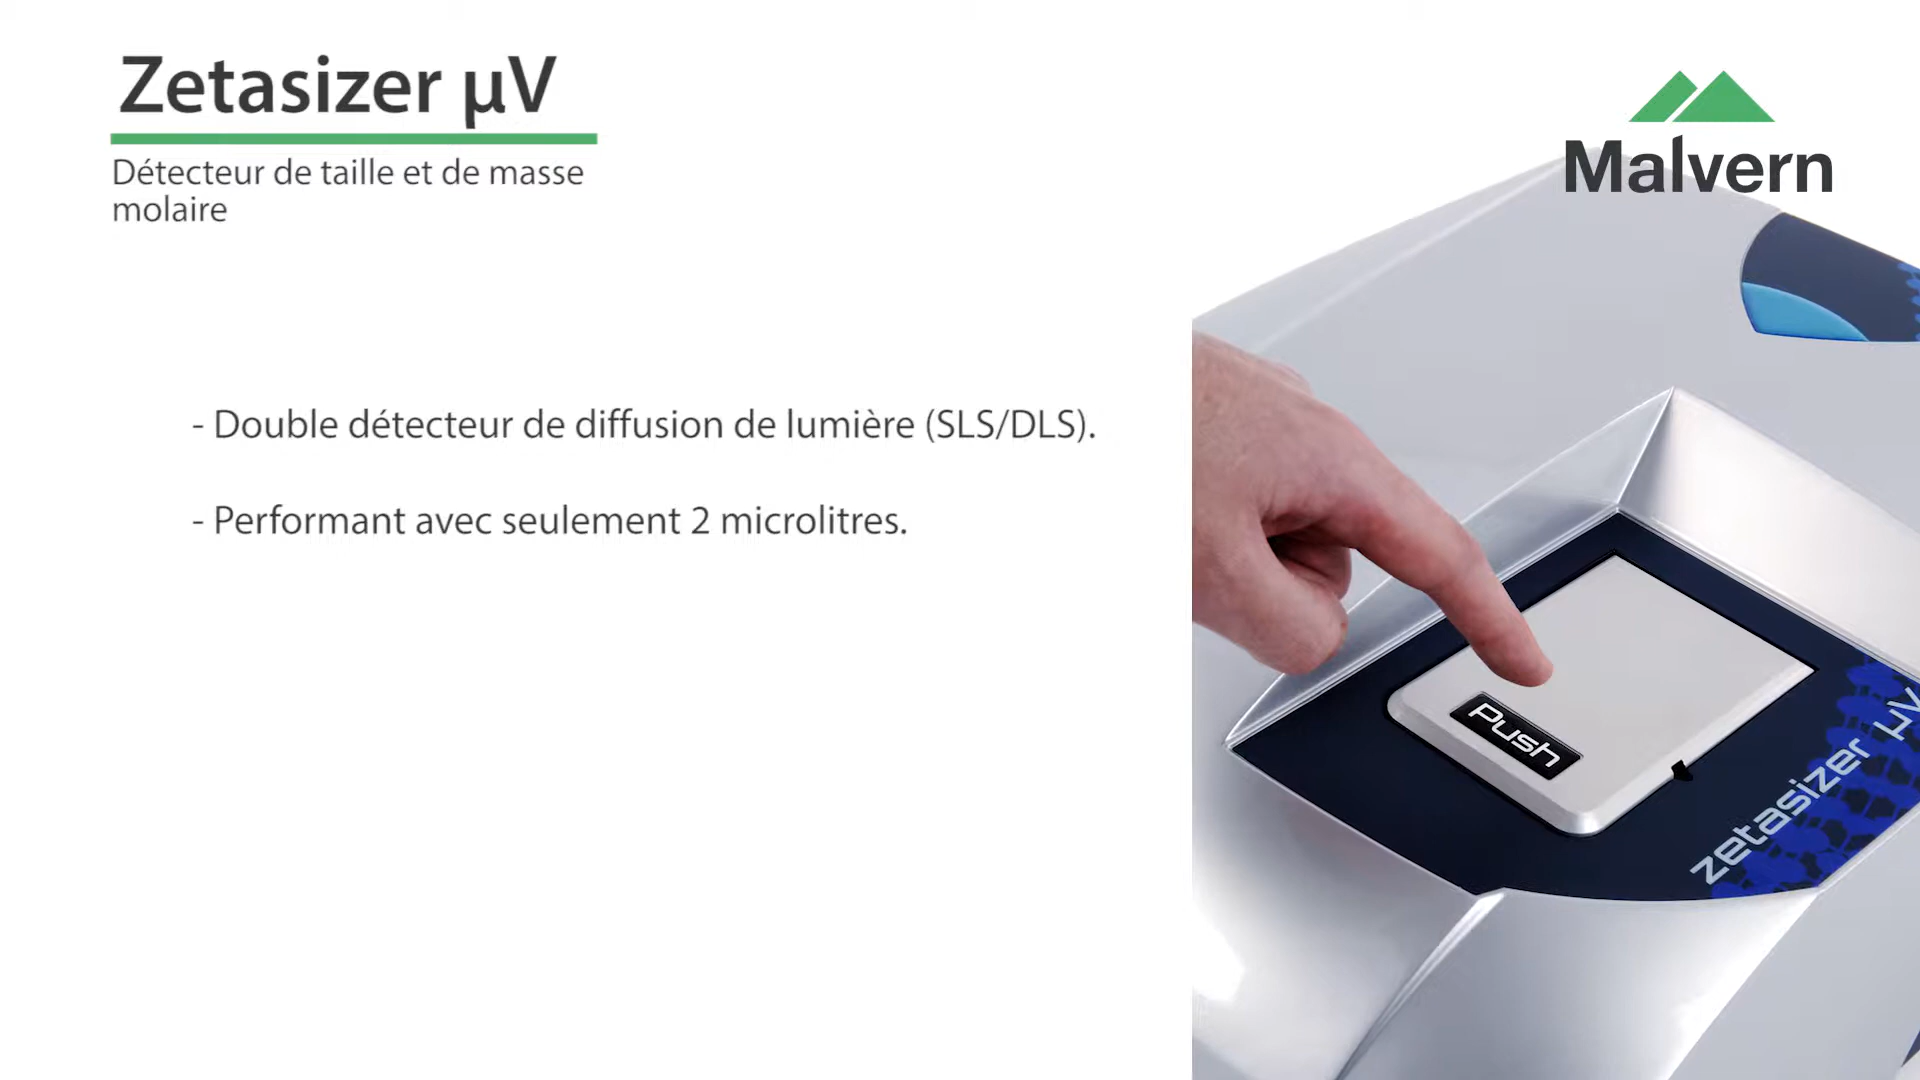 Zetasizer µV
Détecteur de taille et de masse
molaire
Malvern
- Double détecteur de diffusion de lumière (SLS/DLS).
- Performant avec seulement 2 microlitres.
Push
zetasizer µV